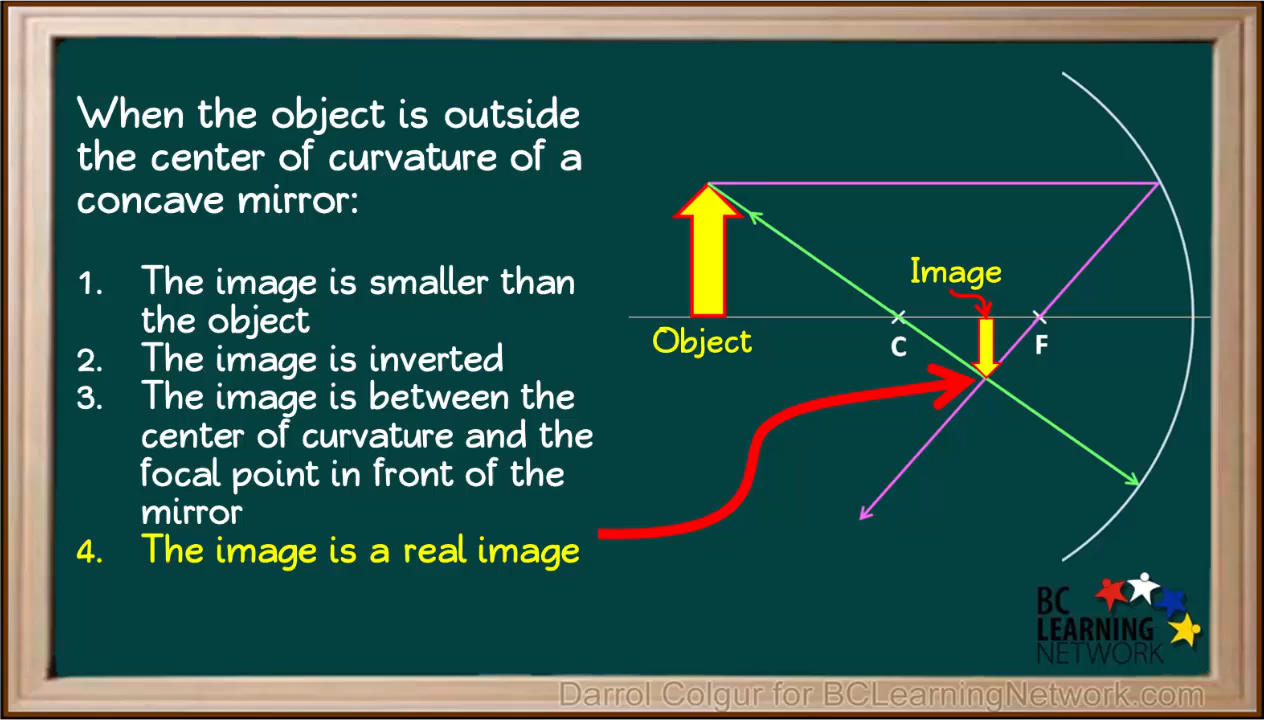 When the object is outside
the center of curvature of a
concave mirror:
1. The image is smaller than
the object
2. The image is inverted
3. The image is between the
center of curvature and the
focal point in front of the
mirror
4. The image is a real image
Image
Object
C
F
BC
LEARNING
NETWORK
Darrol Colgur for BCLearningNetwork.com